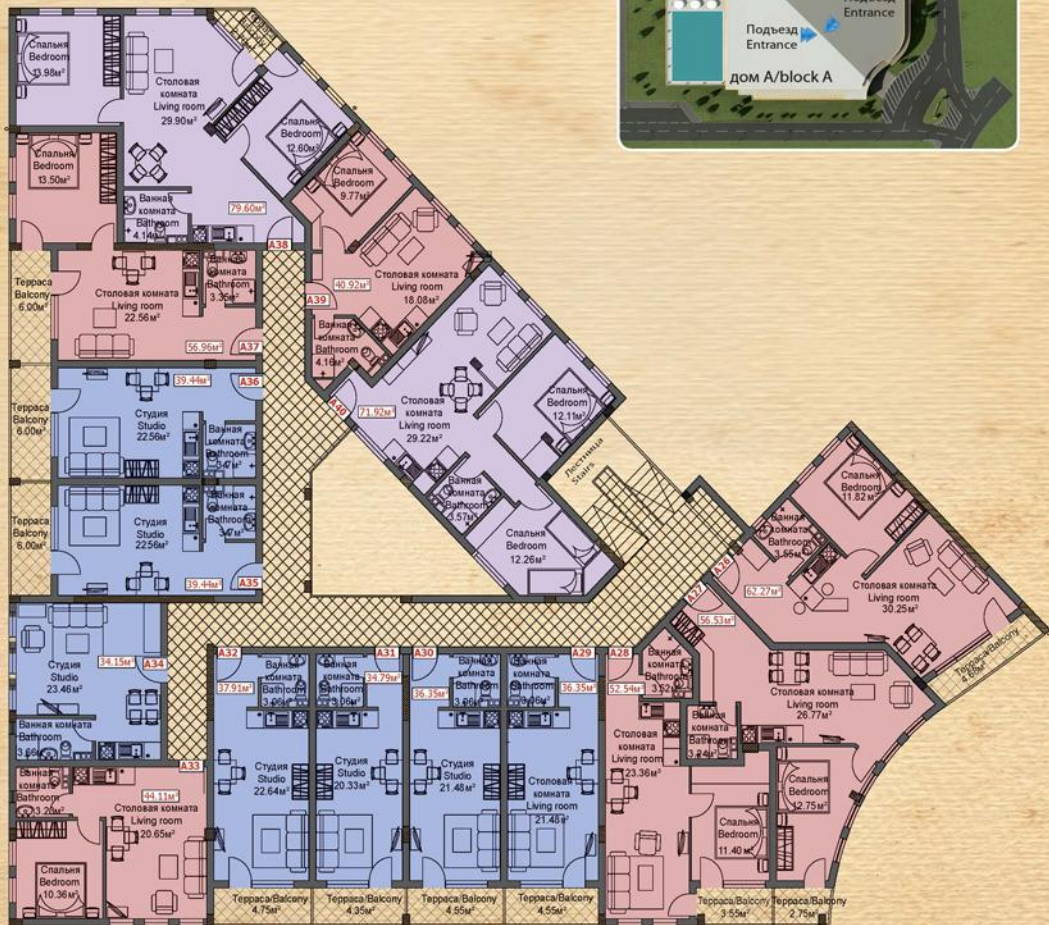 Подъезд
Entrance
Подъезд
Entrance
дом А/block A
Спальня
Bedroom
13.98м²
Столовая
комната
Living room
29.90м²
Спальня
Bedroom
12.60м²
Ванная
комната
Bathroom
4.14м²
79.60м²
A38
Спальня
Bedroom
13.50м²
Терраса
Balcony
6.00м²
Столовая комната
Living room
22.56м²
Ванная
комната
Bathroom
3.35м²
56.96м²
A37
Спальня
Bedroom
9.77м²
40.92м²
Столовая комната
Living room
18.08м²
A39
Ванная
комната
Bathroom
4.16м²
A40
71.92м²
Столовая
комната
Living room
29.22м²
Спальня
Bedroom
12.11м²
Ванная
комната
Bathroom
3.57м²
Спальня
Bedroom
12.26м²
Лестница
Stairs
39.44м²
A36
Терраса
Balcony
6.00м²
Студия
Studio
22.56м²
Ванная
комната
Bathroom
3.47м²
Терраса
Balcony
6.00м²
Студия
Studio
22.56м²
Ванная
комната
Bathroom
3.47м²
39.44м²
A35
34.15м²
A34
Студия
Studio
23.46м²
Ванная комната
Bathroom
3.66м²
A33
Ванная
комната
Bathroom
44.11м²
Столовая комната
Living room
20.65м²
Спальня
Bedroom
10.36м²
A32
37.91м²
Ванная
комната
Bathroom
3.06м²
Студия
Studio
22.64м²
Терраса/Balcony
4.75м²
A31
34.79м²
Ванная
комната
Bathroom
3.06м²
Студия
Studio
20.33м²
Терраса/Balcony
4.35м²
A30
36.35м²
Ванная
комната
Bathroom
3.06м²
Студия
Studio
21.48м²
Терраса/Balcony
4.55м²
A29
36.35м²
Ванная
комната
Bathroom
3.06м²
Столовая
комната
Living room
21.48м²
Терраса/Balcony
4.55м²
A28
52.54м²
Ванная
комната
Bathroom
3.52м²
Столовая
комната
Living room
23.36м²
Спальня
Bedroom
11.40м²
Терраса/Balcony
3.55м²
A27
56.53м²
Ванная
комната
Bathroom
3.24м²
Столовая комната
Living room
26.77м²
Спальня
Bedroom
12.75м²
Терраса/Balcony
2.75м²
A26
62.27м²
Ванная
комната
Bathroom
3.55м²
Спальня
Bedroom
11.82м²
Столовая комната
Living room
30.25м²
Терраса/Balcony